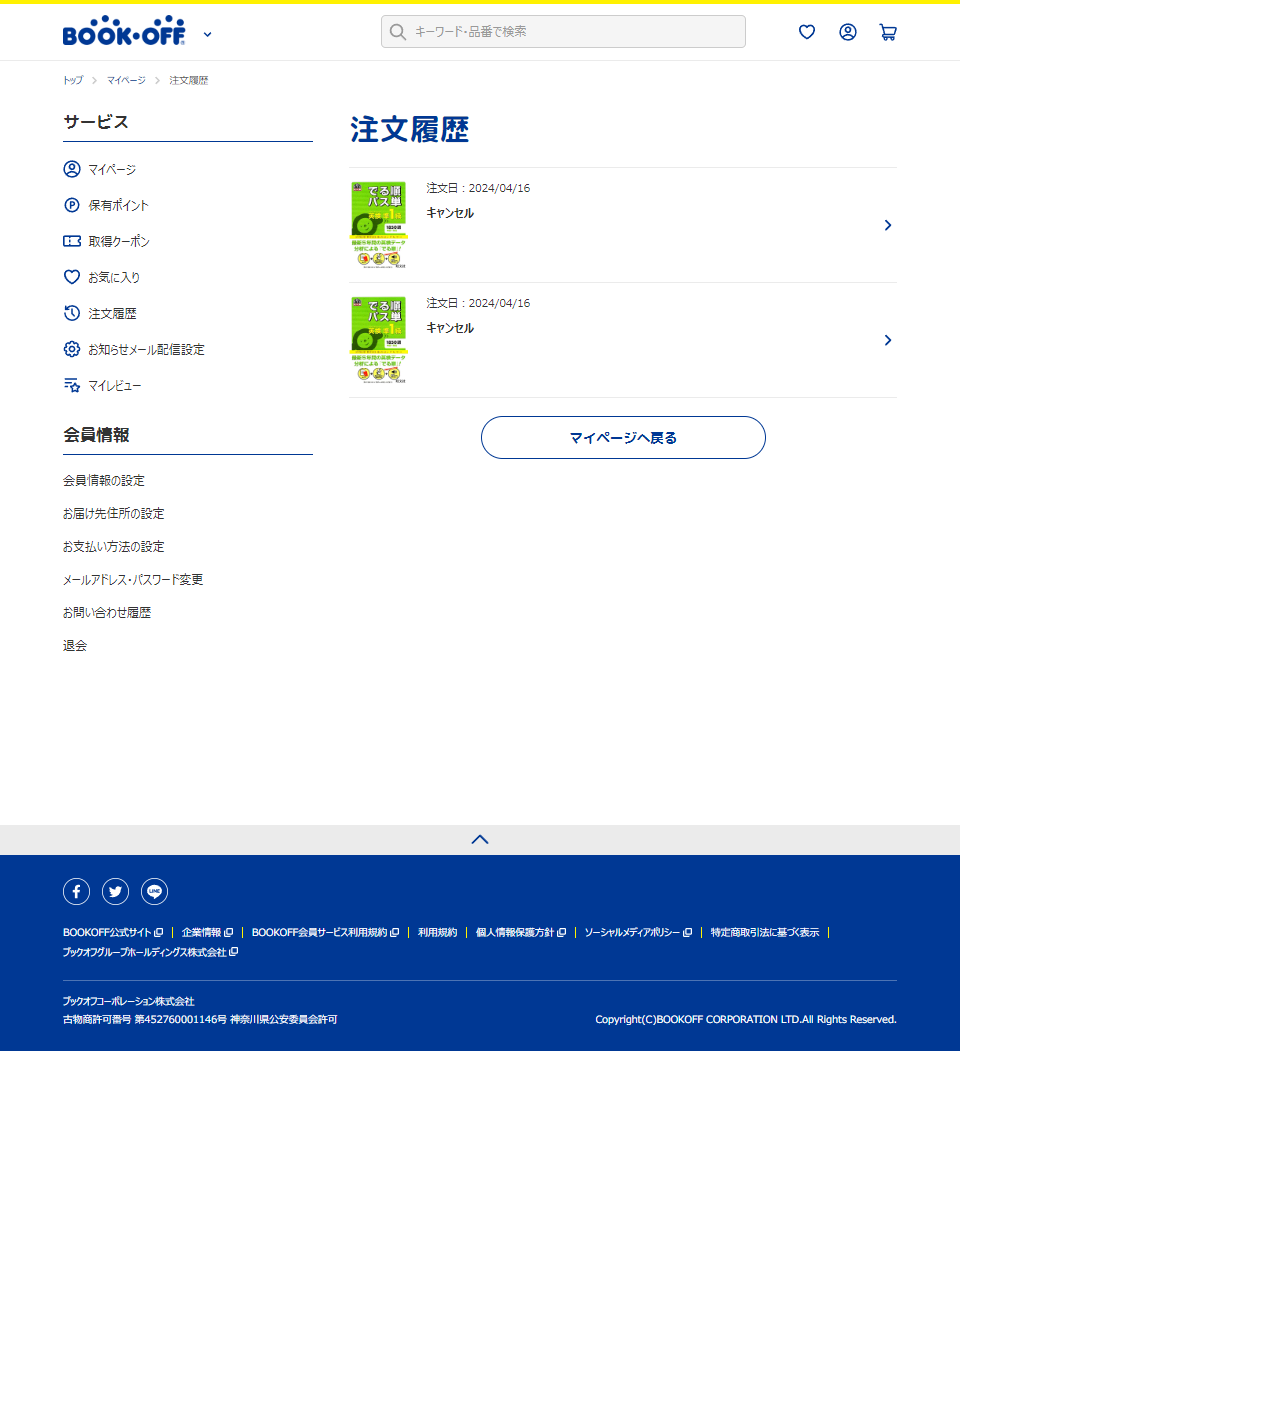 BOOK·OFF
キーワード・品番で検索
トップ > マイページ > 注文履歴
サービス
マイページ
保有ポイント
取得クーポン
お気に入り
注文履歴
お知らせメール配信設定
マイレビュー
会員情報
会員情報の設定
お届け先住所の設定
お支払い方法の設定
メールアドレス・パスワード変更
お問い合わせ履歴
退会
注文履歴
でる順
パス単
英検準1級
注文日 : 2024/04/16
キャンセル
でる順
パス単
英検準1級
注文日 : 2024/04/16
キャンセル
マイページへ戻る
LINE
BOOKOFF公式サイト | 企業情報 | BOOKOFF会員サービス利用規約 | 利用規約 | 個人情報保護方針 | ソーシャルメディアポリシー | 特定商取引法に基づく表示 |
ブックオフグループホールディングス株式会社
ブックオフコーポレーション株式会社
古物商許可番号 第452760001146号 神奈川県公安委員会許可
Copyright(C)BOOKOFF CORPORATION LTD.All Rights Reserved.